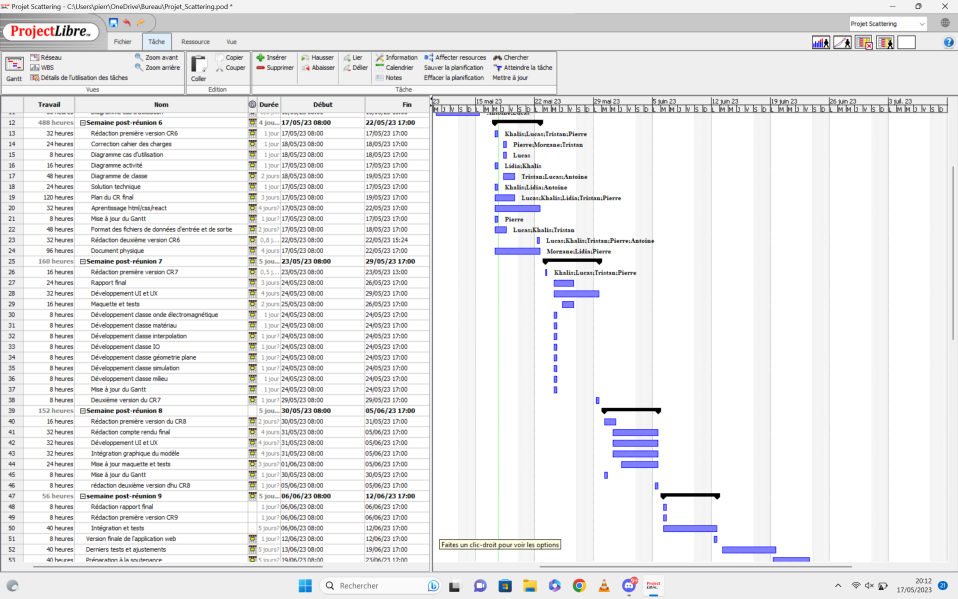 Projet Scattering - C:\Users\pierr\OneDrive\Bureau\Projet_Scattering.pod *
ProjectLibre
Fichier Tâche Ressource Vue
Projet Scattering
Gantt
Réseau
WBS
Détails de l'utilisation des tâches
Zoom avant
Zoom arrière
Vues
Coller
Copier
Couper
Edition
Insérer
Supprimer
Hausser
Abaisser
Lier
Délier
Information
Calendrier
Notes
Affecter resources
Sauver la planification
Effacer la planification
Chercher
Atteindre la tâche
Mettre à jour
Tâche
Travail Nom Durée Début Fin
23 15 mai 23 22 mai 23 29 mai 23 5 juin 23 12 juin 23 19 juin 23 26 juin 23 3 juil. 23
12 488 heures Semaine post-réunion 6 4 jou... 17/05/23 08:00 22/05/23 17:00
13 32 heures Rédaction première version CR6 1 jour 17/05/23 08:00 17/05/23 17:00 Khalis;Lucas;Tristan;Pierre
14 24 heures Correction cahier des charges 1 jour 18/05/23 08:00 18/05/23 17:00 Pierre;Morgane;Tristan
15 8 heures Diagramme cas d'utilisation 1 jour 18/05/23 08:00 18/05/23 17:00 Lucas
16 16 heures Diagramme activité 1 jour 17/05/23 08:00 17/05/23 17:00 Lidia;Khalis
17 48 heures Diagramme de classe 2 jours 18/05/23 08:00 19/05/23 17:00 Tristan;Lucas;Antoine
18 24 heures Solution technique 1 jour 17/05/23 08:00 17/05/23 17:00 Khalis;Lidia;Antoine
19 120 heures Plan du CR final 3 jours 17/05/23 08:00 19/05/23 17:00 Lucas;Khalis;Lidia;Tristan;Pierre
20 32 heures Aprentissage html/css/react 4 jours? 17/05/23 08:00 22/05/23 17:00
21 8 heures Mise à jour du Gantt 1 jour? 17/05/23 08:00 17/05/23 17:00 Pierre
22 48 heures Format des fichiers de données d'entrée et de sortie 2 jours? 17/05/23 08:00 18/05/23 17:00 Lucas;Khalis;Tristan
23 32 heures Rédaction deuxième version CR6 0,8 j... 22/05/23 08:00 22/05/23 15:24 Lucas;Khalis;Tristan;Pierre;Antoine
24 96 heures Document physique 4 jours 17/05/23 08:00 22/05/23 17:00 Morgane;Lidia;Pierre
25 160 heures Semaine post-réunion 7 5 jou... 23/05/23 08:00 29/05/23 17:00
26 16 heures Rédaction première version CR7 0,5 j... 23/05/23 08:00 23/05/23 13:00 Khalis;Lucas;Tristan;Pierre
27 24 heures Rapport final 3 jours? 24/05/23 08:00 26/05/23 17:00
28 32 heures Développement UI et UX 4 jours 24/05/23 08:00 29/05/23 17:00
29 16 heures Maquette et tests 2 jours 25/05/23 08:00 26/05/23 17:00
30 8 heures Développement classe onde électromagnétique 1 jour 24/05/23 08:00 24/05/23 17:00
31 8 heures Développement classe matériau 1 jour 24/05/23 08:00 24/05/23 17:00
32 8 heures Développement classe interpolation 1 jour? 24/05/23 08:00 24/05/23 17:00
33 8 heures Développement classe IO 1 jour? 24/05/23 08:00 24/05/23 17:00
34 8 heures Développement classe géometrie plane 1 jour? 24/05/23 08:00 24/05/23 17:00
35 8 heures Développement classe simulation 1 jour? 24/05/23 08:00 24/05/23 17:00
36 8 heures Développement classe milieu 1 jour 24/05/23 08:00 24/05/23 17:00
37 8 heures Mise à jour du Gantt 1 jour? 24/05/23 08:00 24/05/23 17:00
38 8 heures Deuxième version du CR7 1 jour? 29/05/23 08:00 29/05/23 17:00
39 152 heures Semaine post-réunion 8 5 jou... 30/05/23 08:00 05/06/23 17:00
40 16 heures Rédaction première version du CR8 2 jours? 30/05/23 08:00 31/05/23 17:00
41 32 heures Rédaction compte rendu final 4 jours? 31/05/23 08:00 05/06/23 17:00
42 32 heures Développement UI et UX 4 jours? 31/05/23 08:00 05/06/23 17:00
43 32 heures Intégration graphique du modèle 4 jours? 31/05/23 08:00 05/06/23 17:00
44 24 heures Mise à jour maquette et tests 3 jours? 01/06/23 08:00 05/06/23 17:00
45 8 heures Mise à jour du Gantt 1 jour? 30/05/23 08:00 30/05/23 17:00
46 8 heures rédaction deuxième version dhu CR8 1 jour? 05/06/23 08:00 05/06/23 17:00
47 56 heures semaine post-réunion 9 5 jou... 06/06/23 08:00 12/06/23 17:00
48 8 heures Rédaction rapport final 1 jour? 06/06/23 08:00 06/06/23 17:00
49 8 heures Rédaction première version CR9 1 jour? 06/06/23 08:00 06/06/23 17:00
50 40 heures Intégration et tests 5 jours? 06/06/23 08:00 12/06/23 17:00
51 8 heures Version finale de l'application web 1 jour? 12/06/23 08:00 12/06/23 17:00
52 40 heures Derniers tests et ajustements 5 jours? 13/06/23 08:00 19/06/23 17:00
53 40 heures Préparation à la soutenance
Faites un clic-droit pour voir les options
Rechercher
20:12
17/05/2023
21